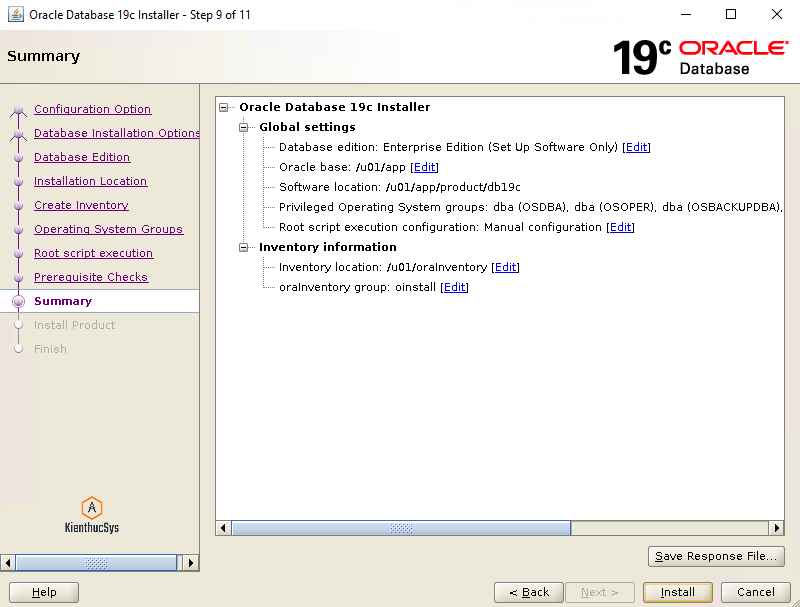 Oracle Database 19c Installer - Step 9 of 11
Summary
19c ORACLE
Database
Configuration Option
Database Installation Options
Database Edition
Installation Location
Create Inventory
Operating System Groups
Root script execution
Prerequisite Checks
Summary
Install Product
Finish
KienthucSys
Oracle Database 19c Installer
Global settings
Database edition: Enterprise Edition (Set Up Software Only) [Edit]
Oracle base: /u01/app [Edit]
Software location: /u01/app/product/db19c
Privileged Operating System groups: dba (OSDBA), dba (OSOPER), dba (OSBACKUPDBA),
Root script execution configuration: Manual configuration [Edit]
Inventory information
Inventory location: /u01/oraInventory [Edit]
oraInventory group: oinstall [Edit]
Save Response File...
Help
< Back
Next >
Install
Cancel